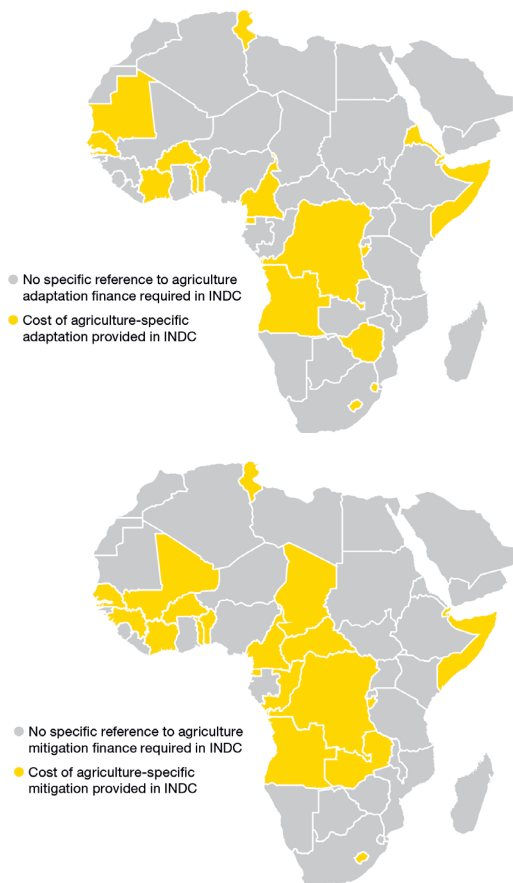 No specific reference to agriculture
adaptation finance required in INDC
Cost of agriculture-specific
adaptation provided in INDC
No specific reference to agriculture
mitigation finance required in INDC
Cost of agriculture-specific
mitigation provided in INDC